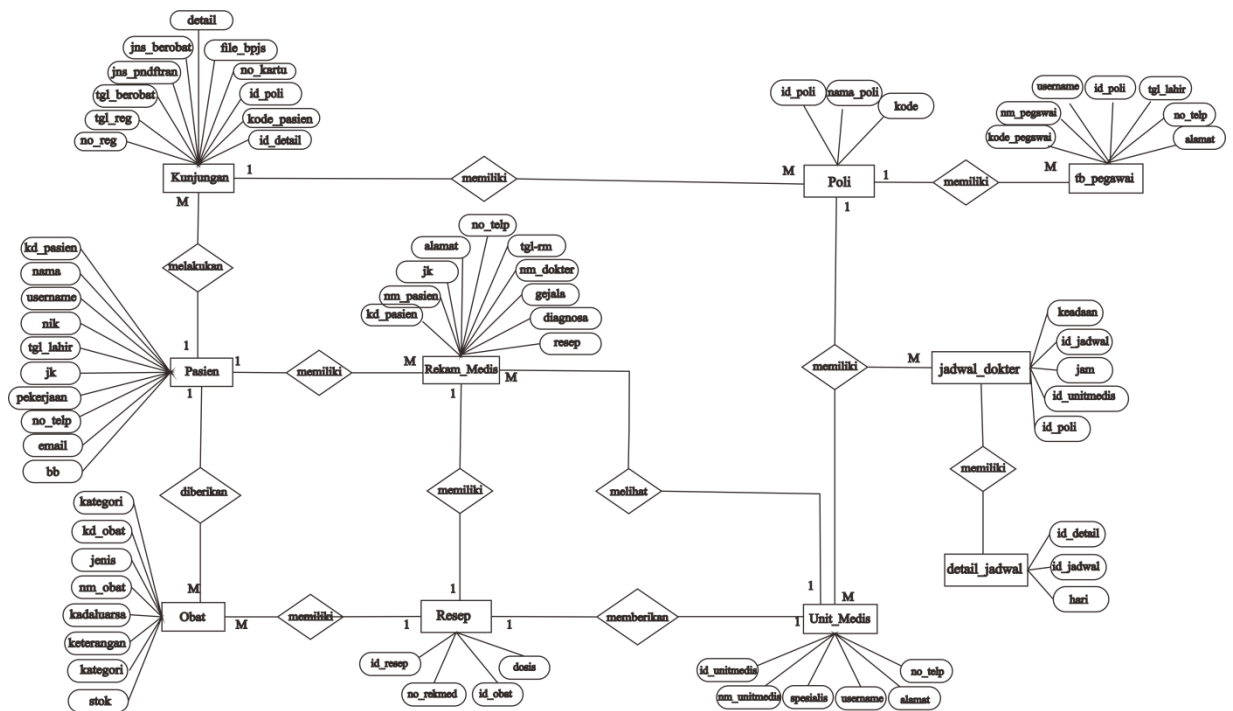 detail
jns_berobat
file_bpjs
jns_pndftran
no_kartu
tgl_berobat
id_poli
tgl_reg
kode_pasien
no_reg
id_detail
Kunjungan
1
memiliki
M
id_poli
nama_poli
kode
Poli
1
memiliki
M
username
id_poli
tgl_lahir
nm_pegawai
no_telp
kode_pegawai
alamat
tb_pegawai
M
1
melakukan
kd_pasien
nama
username
nik
tgl_lahir
jk
pekerjaan
no_telp
email
bb
1
Pasien
1
1
memiliki
M
no_telp
alamat
tgl-rm
jk
nm_dokter
nm_pasien
gejala
kd_pasien
diagnosa
resep
Rekam_Medis
M
1
memiliki
M
jadwal_dokter
keadaan
id_jadwal
jam
id_unitmedis
id_poli
memiliki
diberikan
memiliki
melihat
kategori
kd_obat
jenis
nm_obat
kadaluarsa
keterangan
kategori
stok
detail_jadwal
id_detail
id_jadwal
hari
M
1
1
M
Obat
M
memiliki
1
Resep
1
memberikan
1
Unit_Medis
id_resep
dosis
no_rekmed
id_obat
id_unitmedis
no_telp
nm_unitmedis
spesialis
username
alamat